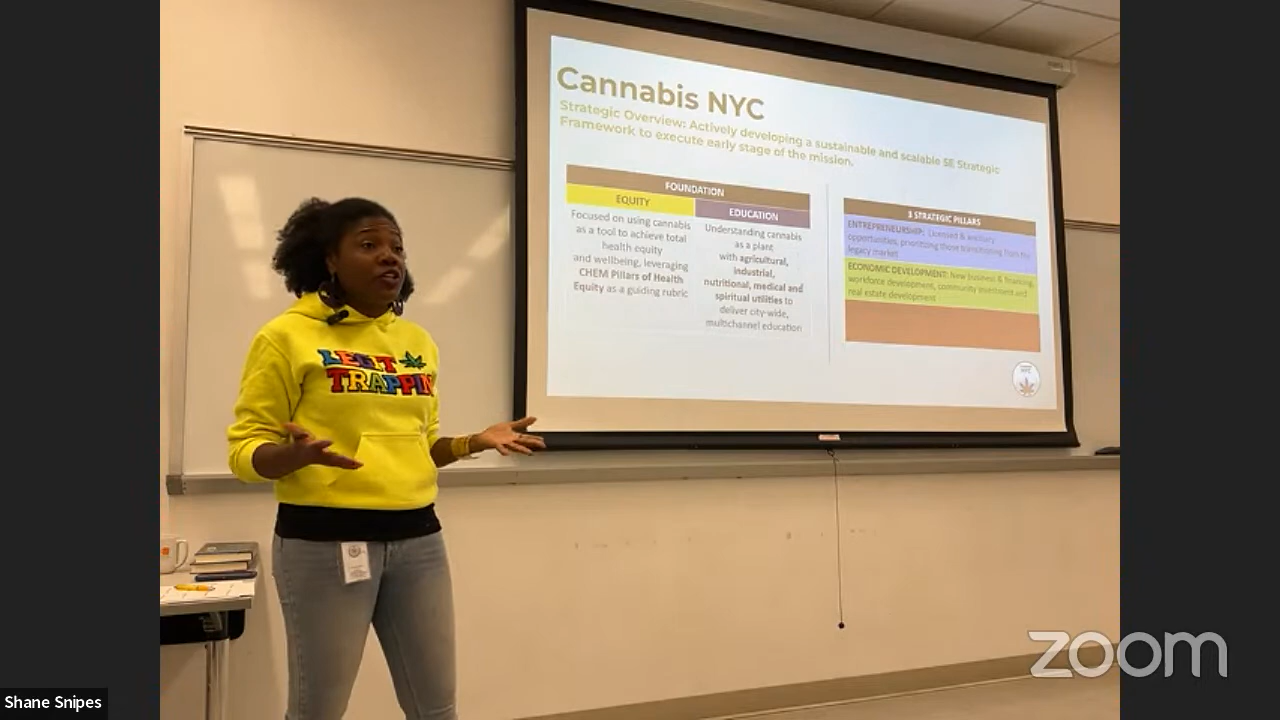 Cannabis NYC
Strategic Overview: Actively developing a sustainable and scalable SE Strategic
Framework to execute early stage of the mission.
FOUNDATION
EQUITY
Focused on using cannabis
as a tool to achieve total
health equity
and wellbeing, leveraging
CHEM Pillars of Health
Equity as a guiding rubric
EDUCATION
Understanding cannabis
as a plant
with agricultural,
industrial,
nutritional, medical and
spiritual utilities to
deliver city-wide,
multichannel education
3 STRATEGIC PILLARS
ENTREPRENEURSHIP: Licensed & ancillary
opportunities, prioritizing those transitioning from the
legacy market
ECONOMIC DEVELOPMENT: New business & financing,
workforce development, community investment and
real estate development
NYC
LEGIT
TRAPPIN
zoom
Shane Snipes